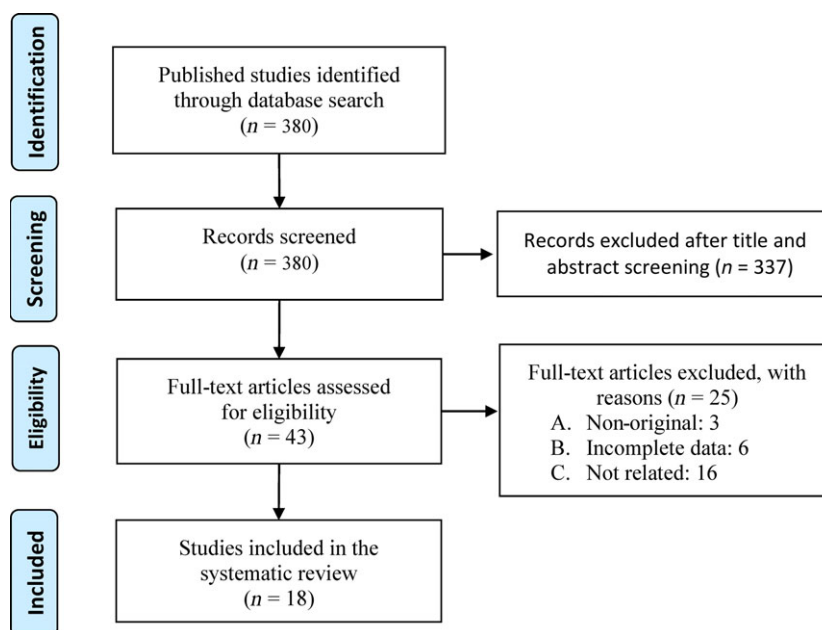 Identification
Published studies identified
through database search
(n = 380)
Screening
Records screened
(n = 380)
Records excluded after title and
abstract screening (n = 337)
Eligibility
Full-text articles assessed
for eligibility
(n = 43)
Full-text articles excluded, with
reasons (n = 25)
A. Non-original: 3
B. Incomplete data: 6
C. Not related: 16
Included
Studies included in the
systematic review
(n = 18)